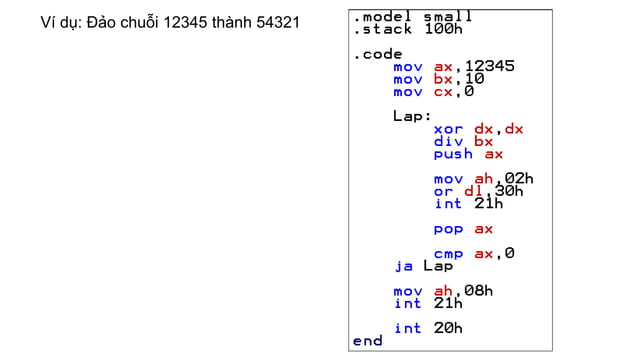 Ví dụ: Đảo chuỗi 12345 thành 54321
.model small
.stack 100h
.code
mov ax,12345
mov bx,10
mov cx,0
Lap:
xor dx,dx
div bx
push ax
mov ah,02h
or dl,30h
int 21h
pop ax
cmp ax,0
ja Lap
mov ah,08h
int 21h
int 20h
end